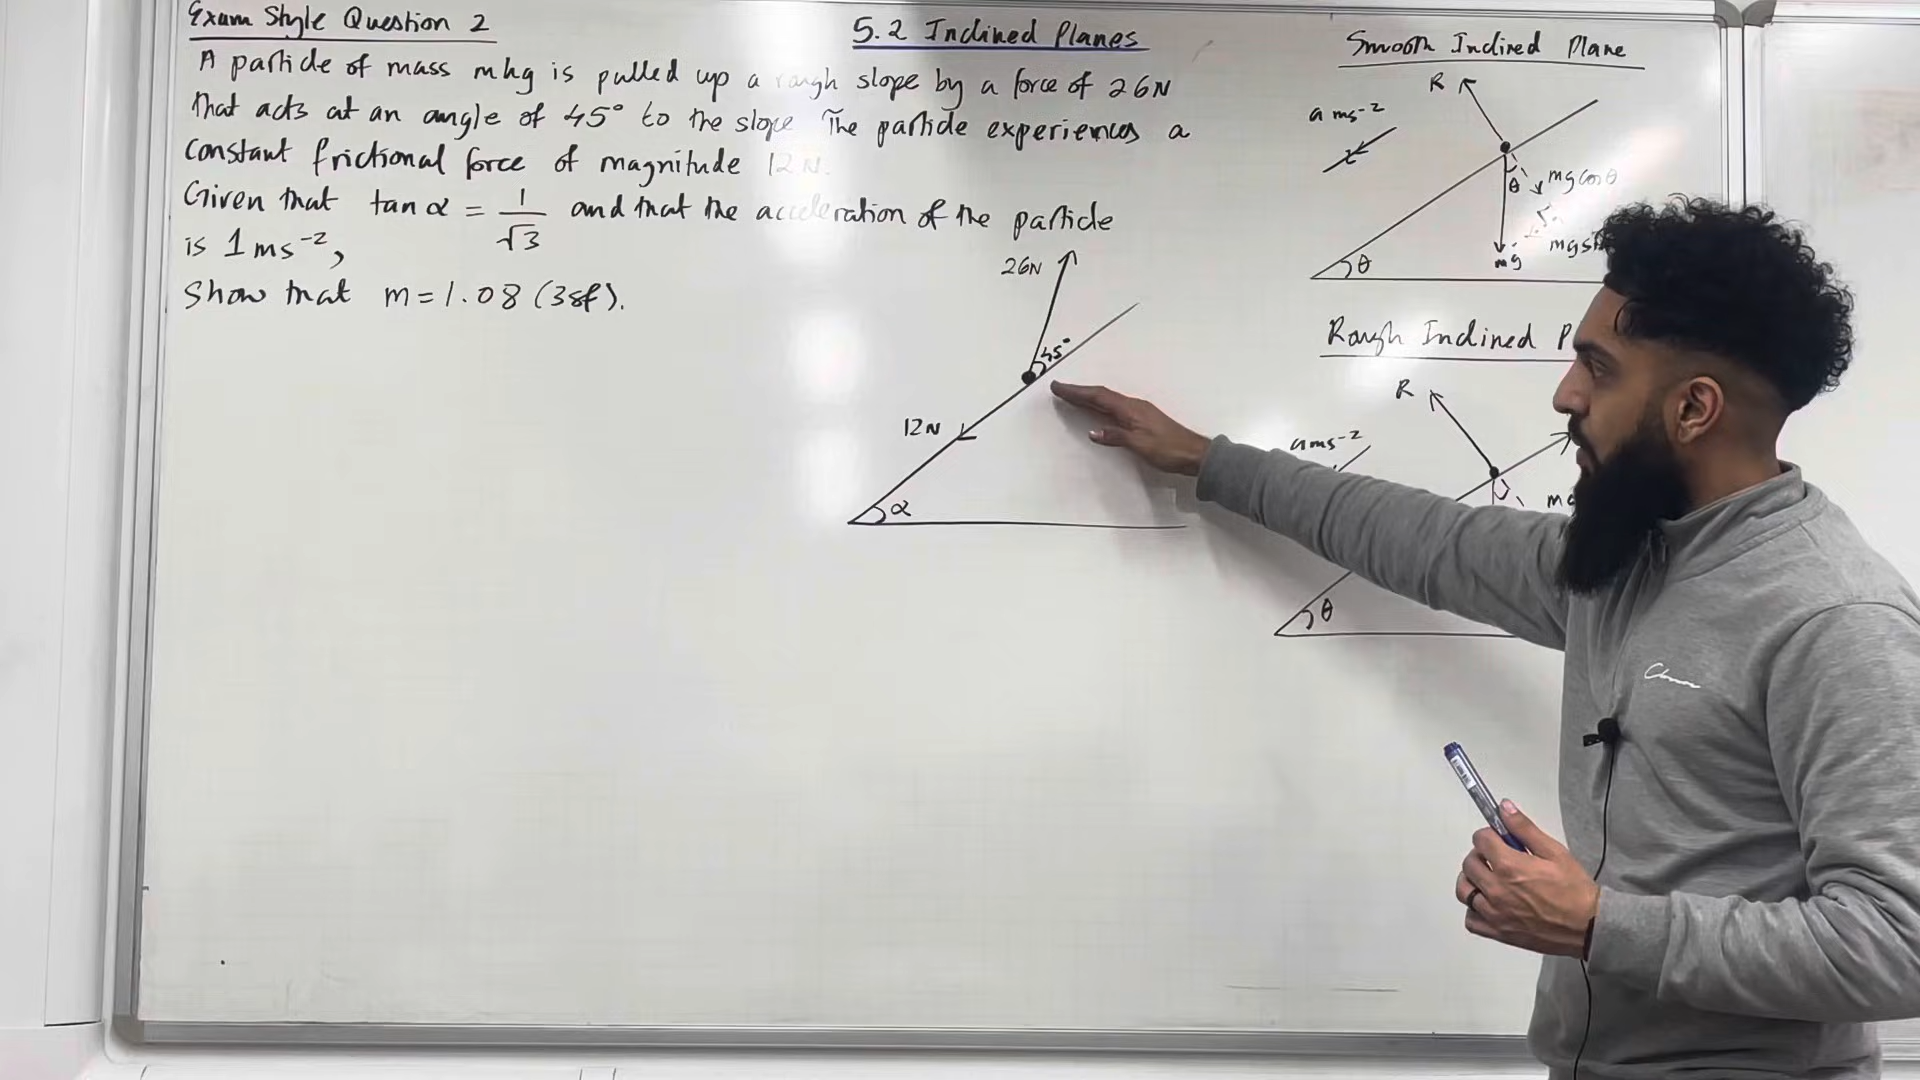 Exam Style Question 2
A particle of mass mkg is pulled up a rough slope by a force of 26N
that acts at an angle of 45° to the slope. The particle experiences a
constant frictional force of magnitude 12N.
Given that tan α = 1/√3 and that the acceleration of the particle
is 1ms⁻²,
Show that m = 1.08 (3sf).
5.2 Inclined Planes
26N
45°
12N
α
Smooth Inclined Plane
R
a ms⁻²
θ
mgcosθ
mg
θ
Rough Inclined
R
a ms⁻²
θ